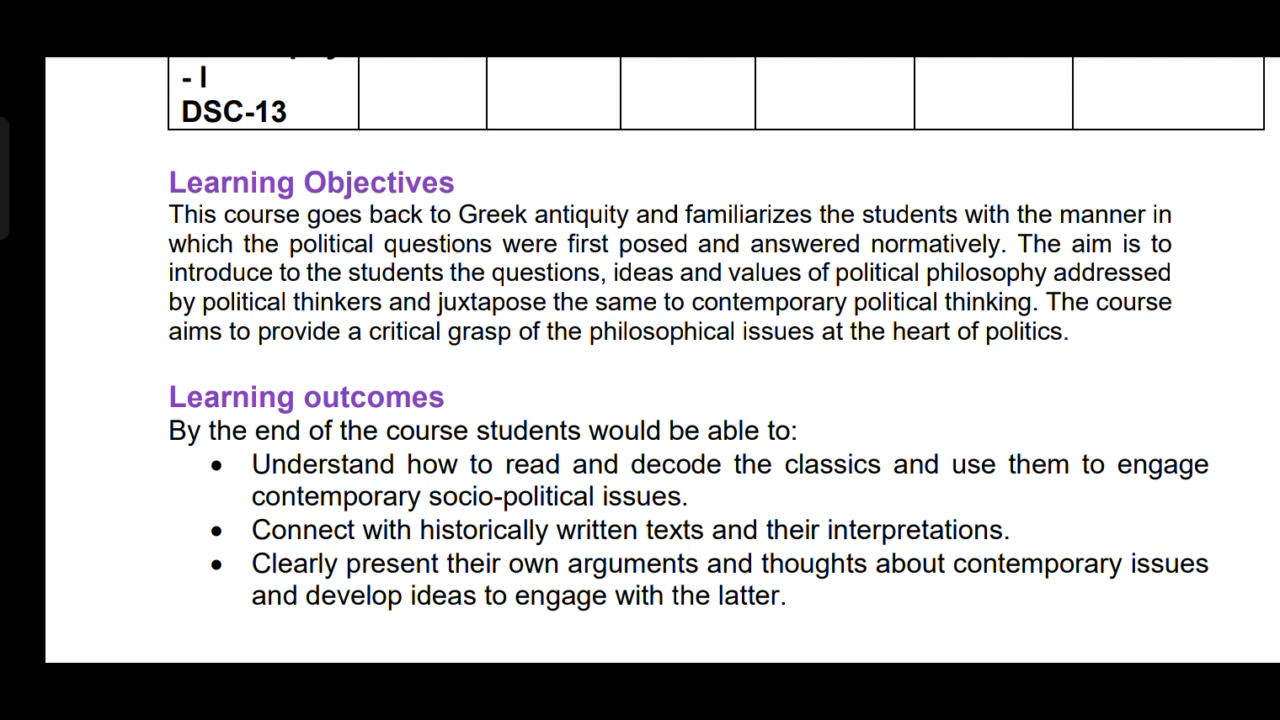 - I
DSC-13
Learning Objectives
This course goes back to Greek antiquity and familiarizes the students with the manner in
which the political questions were first posed and answered normatively. The aim is to
introduce to the students the questions, ideas and values of political philosophy addressed
by political thinkers and juxtapose the same to contemporary political thinking. The course
aims to provide a critical grasp of the philosophical issues at the heart of politics.
Learning outcomes
By the end of the course students would be able to:
• Understand how to read and decode the classics and use them to engage
contemporary socio-political issues.
• Connect with historically written texts and their interpretations.
• Clearly present their own arguments and thoughts about contemporary issues
and develop ideas to engage with the latter.